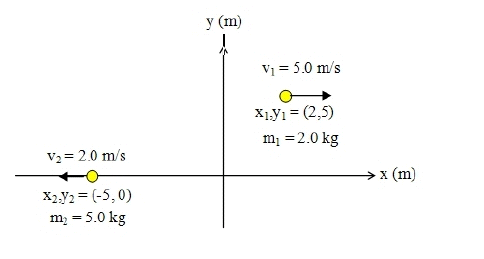 y (m)
v₁ = 5.0 m/s
x₁,y₁ = (2,5)
m₁ = 2.0 kg
v₂ = 2.0 m/s
x (m)
x₂,y₂ = (-5, 0)
m₂ = 5.0 kg